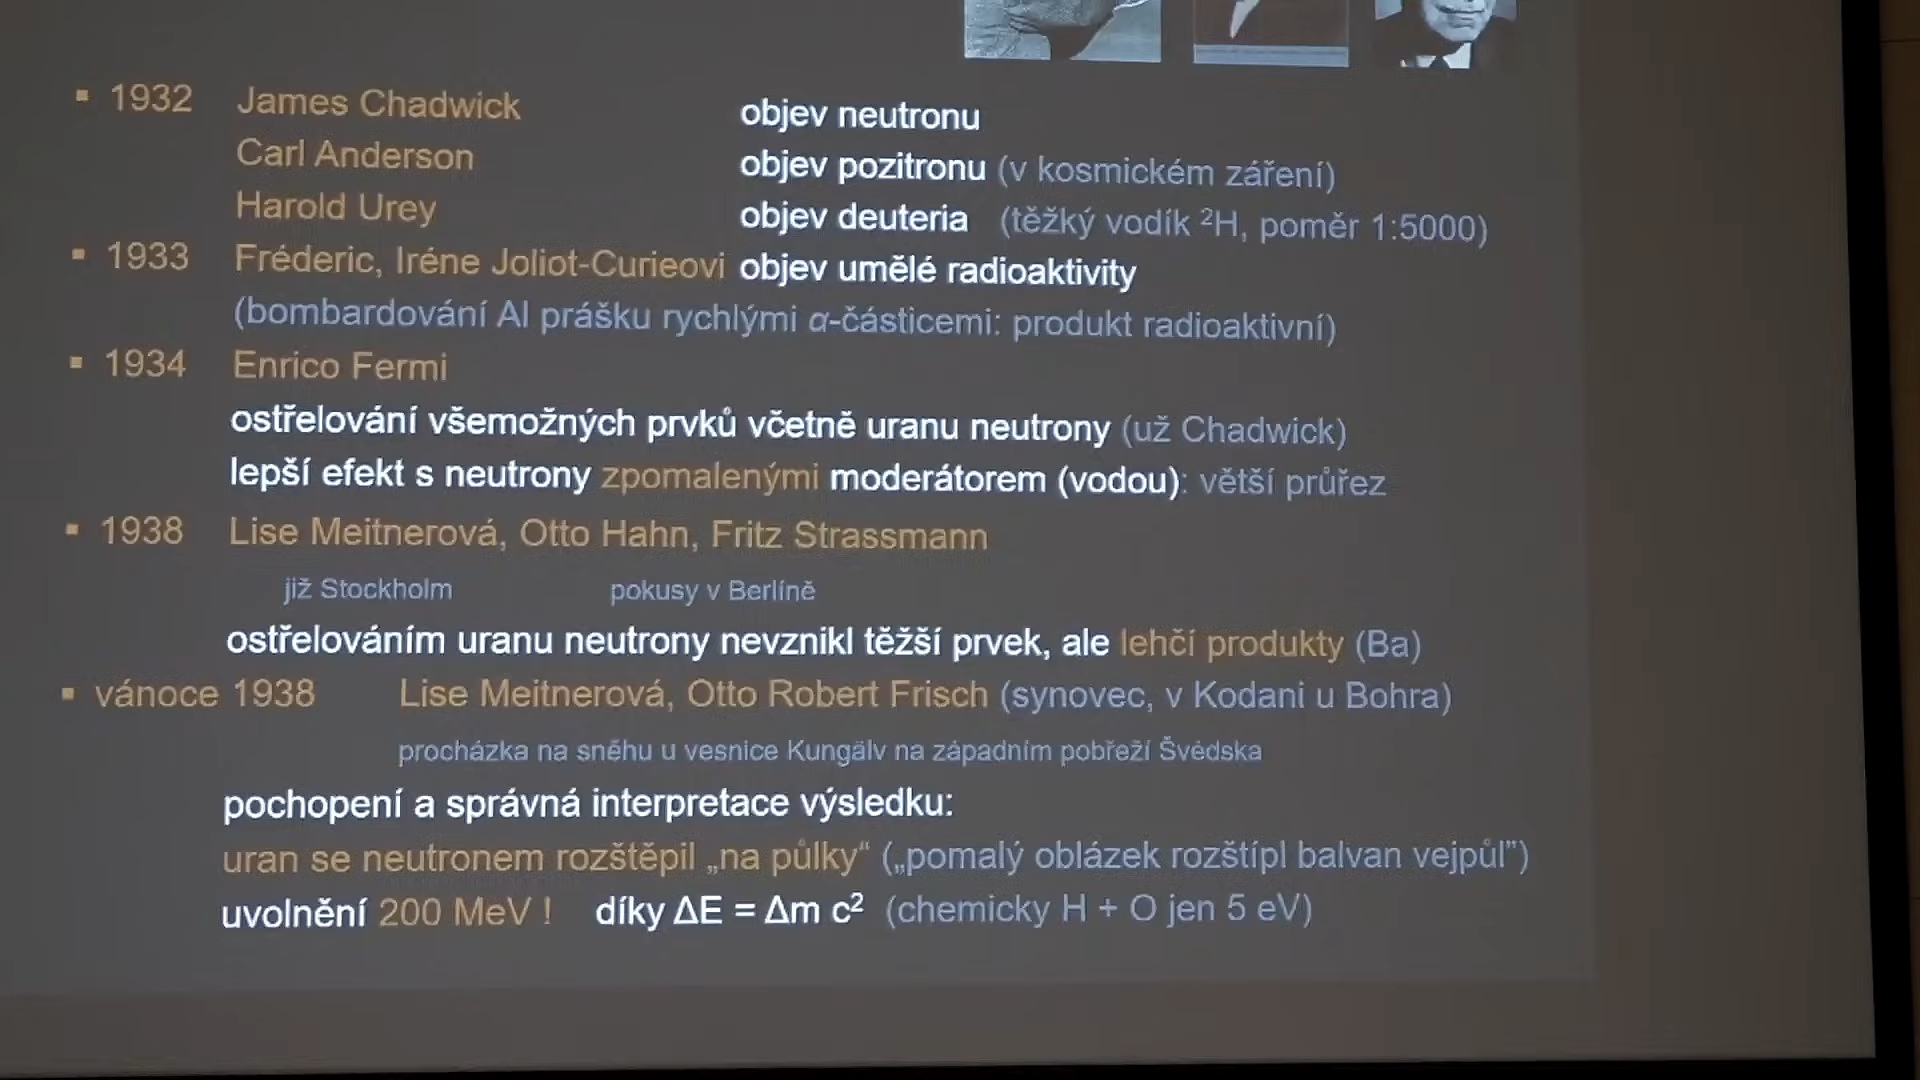 ▪ 1932 James Chadwick objev neutronu
Carl Anderson objev pozitronu (v kosmickém záření)
Harold Urey objev deuteria (těžký vodík ²H, poměr 1:5000)
▪ 1933 Fréderic, Iréne Joliot-Curieovi objev umělé radioaktivity
(bombardování Al prášku rychlými α-částicemi: produkt radioaktivní)
▪ 1934 Enrico Fermi
ostřelování všemožných prvků včetně uranu neutrony (už Chadwick)
lepší efekt s neutrony zpomalenými moderátorem (vodou): větší průřez
▪ 1938 Lise Meitnerová, Otto Hahn, Fritz Strassmann
již Stockholm pokusy v Berlíně
ostřelováním uranu neutrony nevznikl těžší prvek, ale lehčí produkty (Ba)
▪ vánoce 1938 Lise Meitnerová, Otto Robert Frisch (synovec, v Kodani u Bohra)
procházka na sněhu u vesnice Kungälv na západním pobřeží Švédska
pochopení a správná interpretace výsledku:
uran se neutronem rozštěpil „na půlky“ („pomalý oblázek rozštípl balvan vejpůl”)
uvolnění 200 MeV ! díky ΔE = Δm c² (chemicky H + O jen 5 eV)